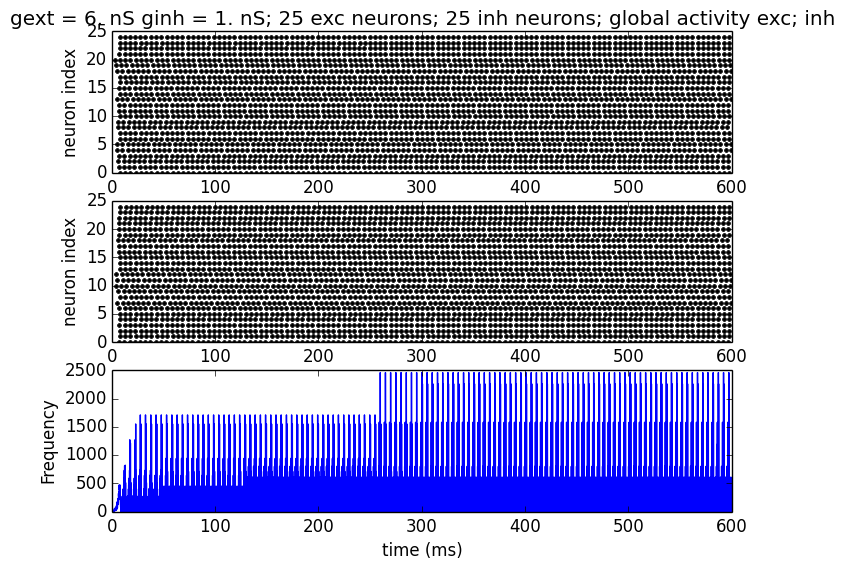 gext = 6. nS ginh = 1. nS; 25 exc neurons; 25 inh neurons; global activity exc; inh
25
20
15
10
5
0
neuron index
0 100 200 300 400 500 600
25
20
15
10
5
0
neuron index
0 100 200 300 400 500 600
2500
2000
1500
1000
500
0
Frequency
0 100 200 300 400 500 600
time (ms)